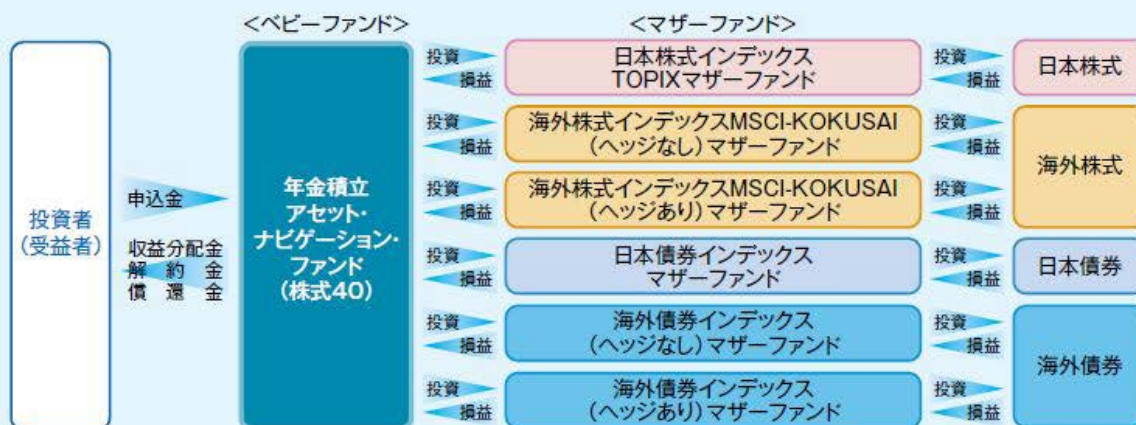 ＜ベビーファンド＞
＜マザーファンド＞
投資者
（受益者）
申込金
収益分配金
解約金
償還金
年金積立
アセット・
ナビゲーション・
ファンド
（株式40）
投資
損益
日本株式インデックス
TOPIXマザーファンド
投資
損益
日本株式
投資
損益
海外株式インデックスMSCI-KOKUSAI
（ヘッジなし）マザーファンド
投資
損益
海外株式
投資
損益
海外株式インデックスMSCI-KOKUSAI
（ヘッジあり）マザーファンド
投資
損益
投資
損益
日本債券インデックス
マザーファンド
投資
損益
日本債券
投資
損益
海外債券インデックス
（ヘッジなし）マザーファンド
投資
損益
海外債券
投資
損益
海外債券インデックス
（ヘッジあり）マザーファンド
投資
損益